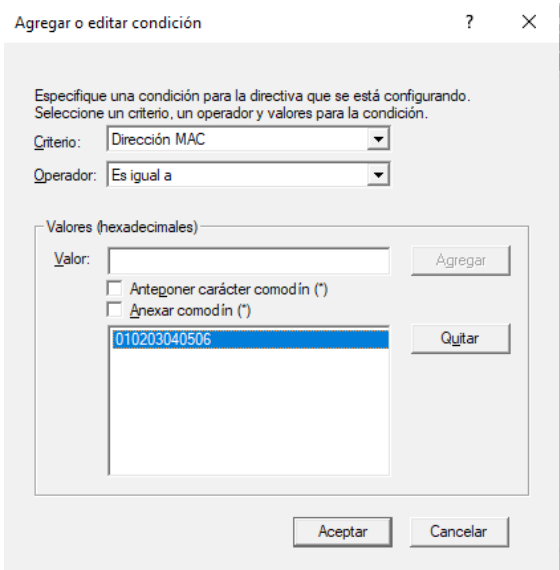 Agregar o editar condición
Especifique una condición para la directiva que se está configurando.
Seleccione un criterio, un operador y valores para la condición.
Criterio: Dirección MAC
Operador: Es igual a
Valores (hexadecimales)
Valor: Agregar
Anteponer carácter comodín (*)
Anexar comodín (*)
010203040506 Quitar
Aceptar Cancelar